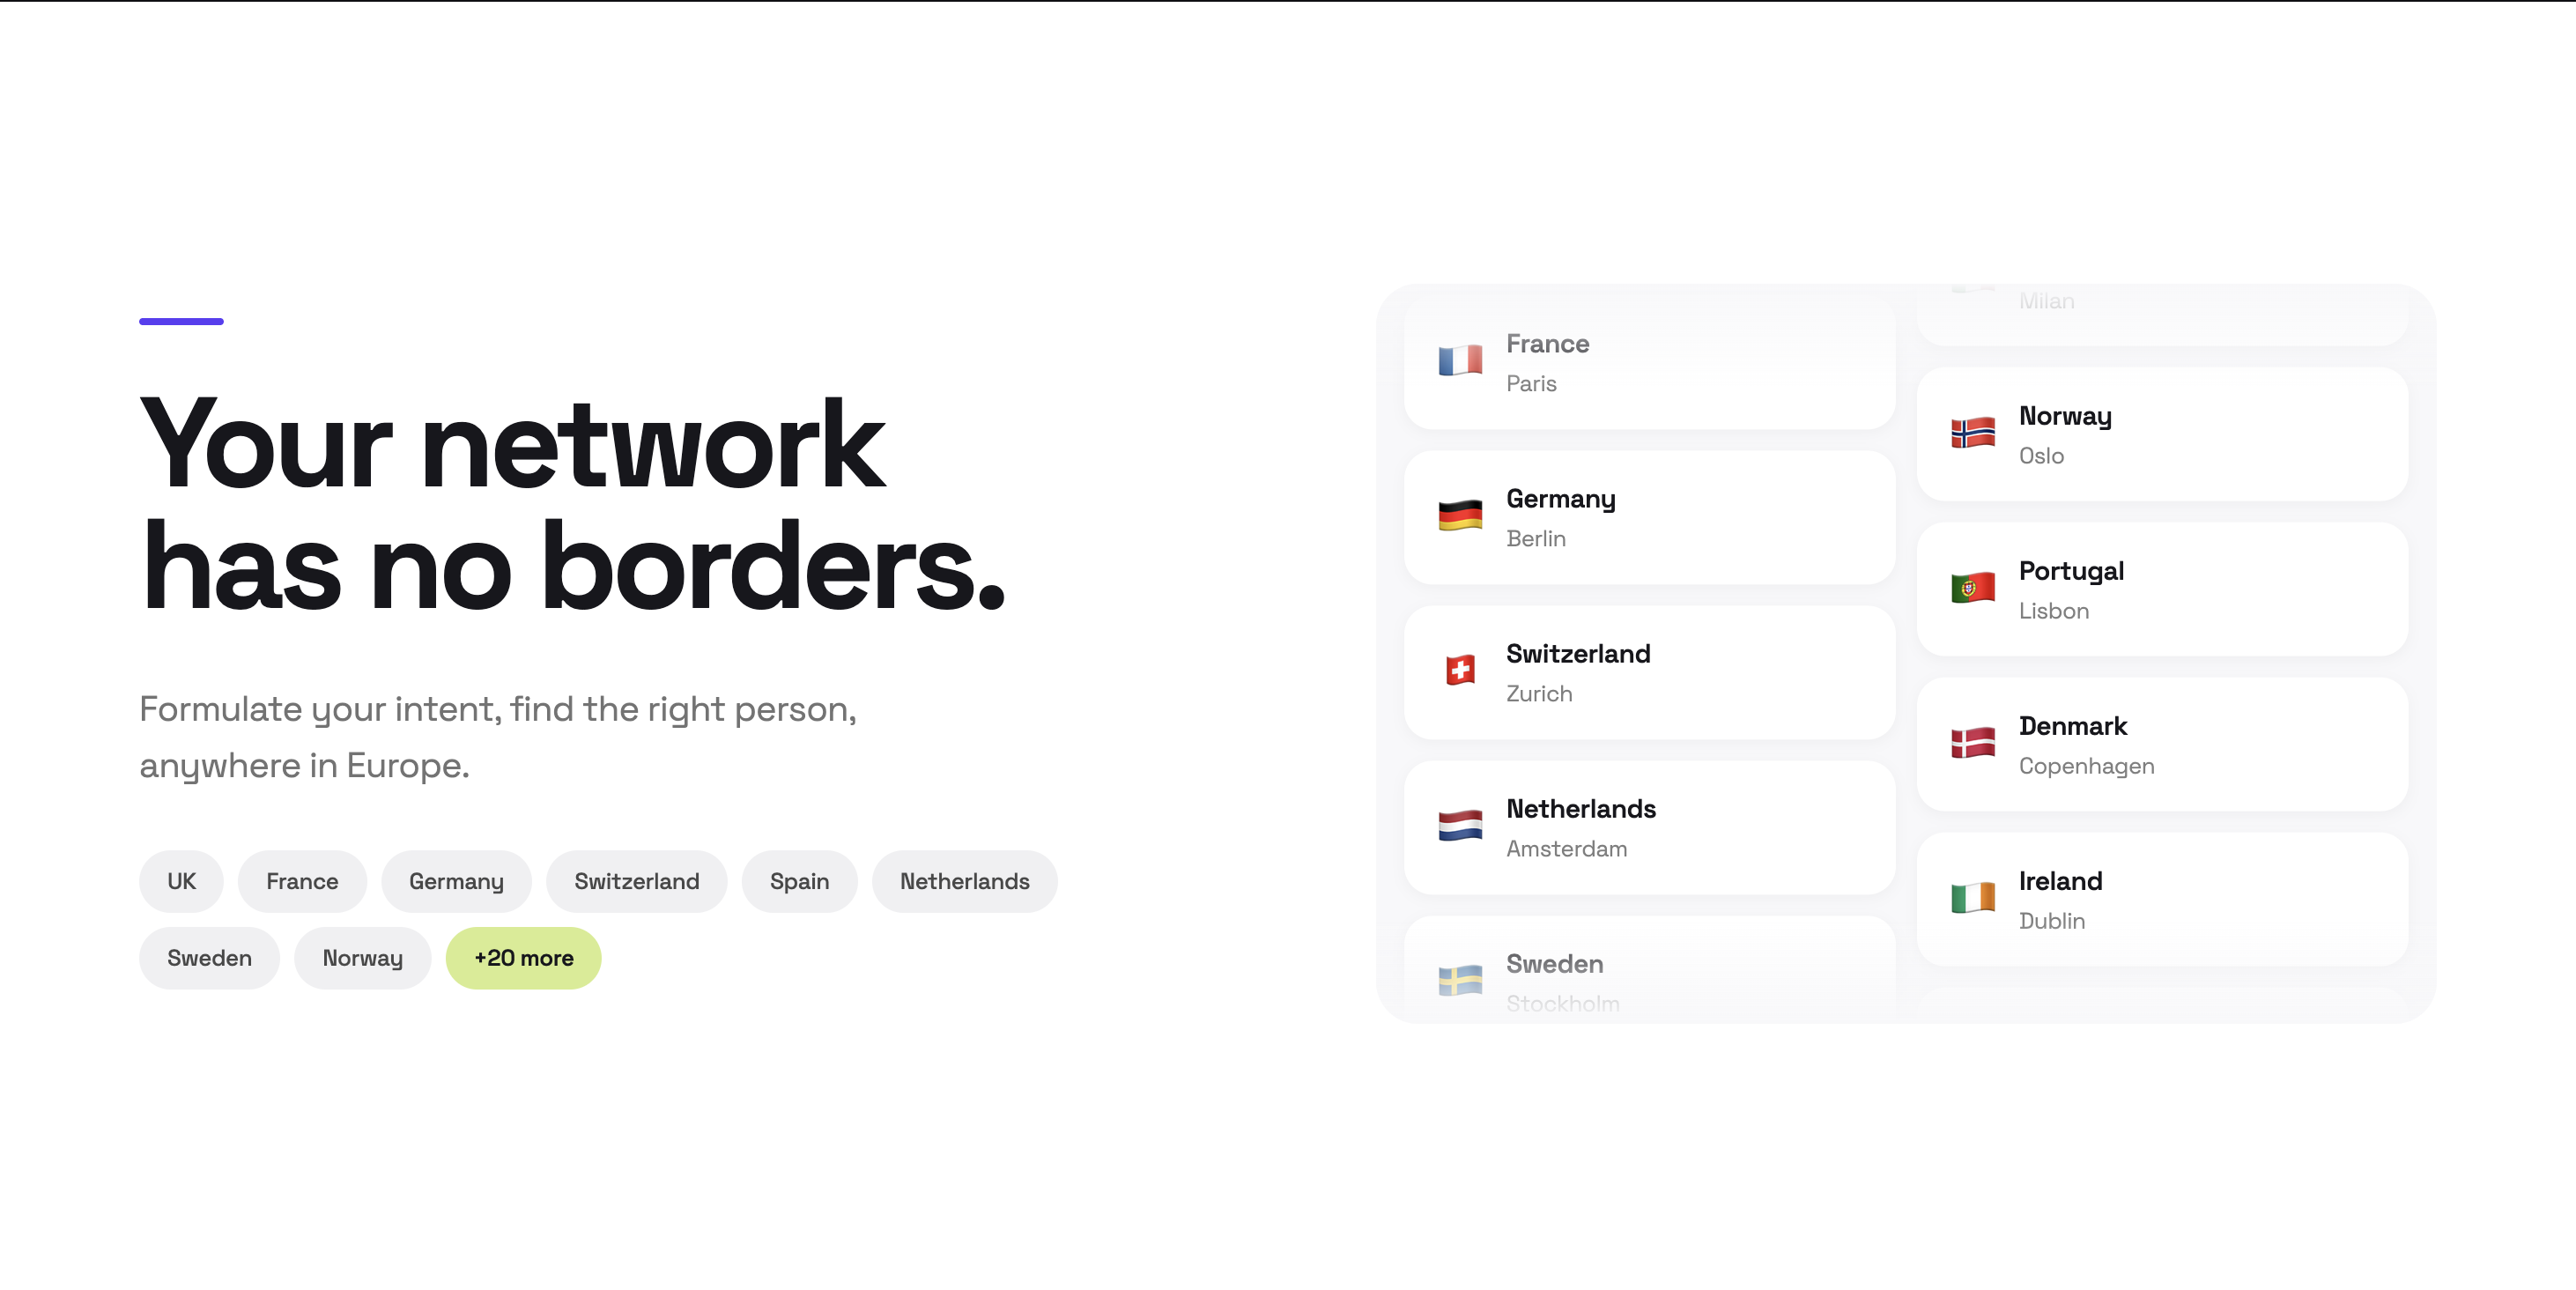 Your network
has no borders.
Formulate your intent, find the right person,
anywhere in Europe.
UK
France
Germany
Switzerland
Spain
Netherlands
Sweden
Norway
+20 more
France
Paris
Germany
Berlin
Switzerland
Zurich
Netherlands
Amsterdam
Sweden
Stockholm
Milan
Norway
Oslo
Portugal
Lisbon
Denmark
Copenhagen
Ireland
Dublin